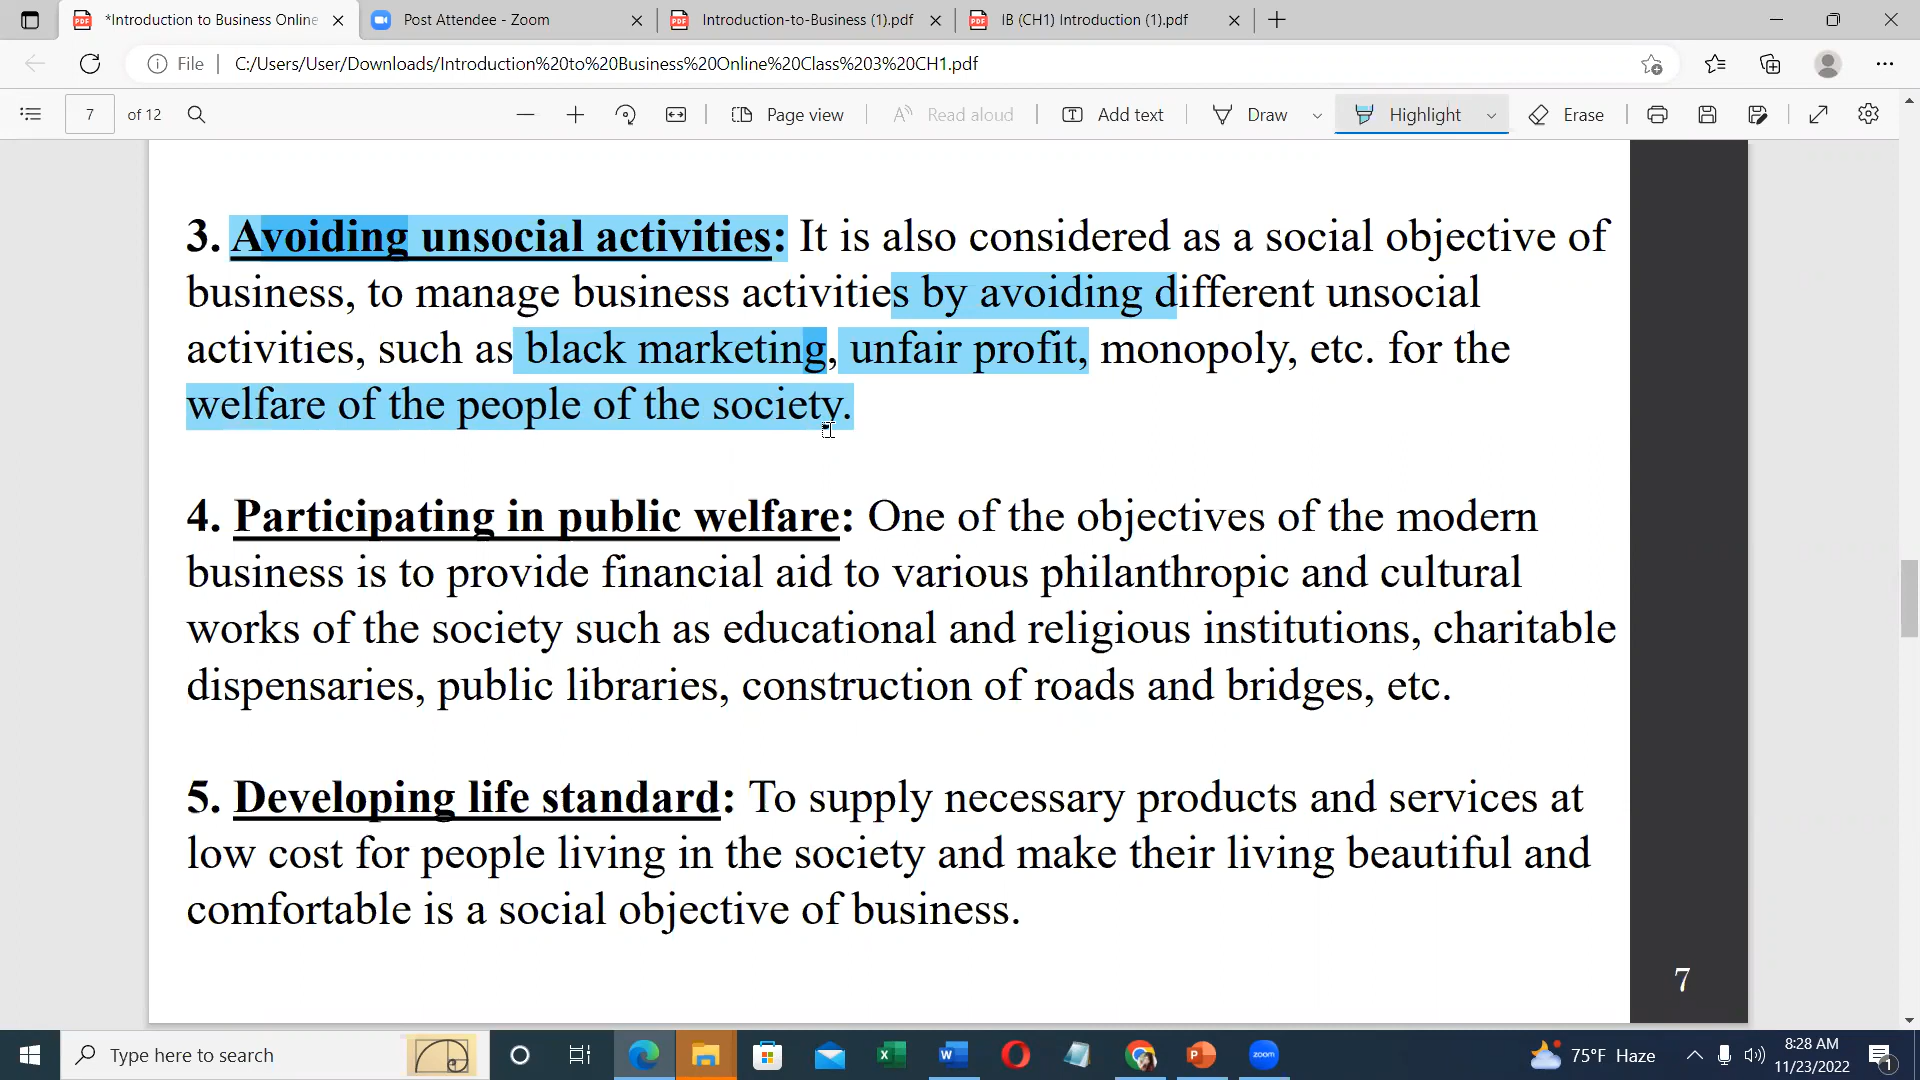 *Introduction to Business Online
Post Attendee - Zoom
Introduction-to-Business (1).pdf
IB (CH1) Introduction (1).pdf
File
C:/Users/User/Downloads/Introduction%20to%20Business%20Online%20Class%203%20CH1.pdf
7 of 12
Page view
Read aloud
Add text
Draw
Highlight
Erase
3. Avoiding unsocial activities: It is also considered as a social objective of
business, to manage business activities by avoiding different unsocial
activities, such as black marketing, unfair profit, monopoly, etc. for the
welfare of the people of the society.
4. Participating in public welfare: One of the objectives of the modern
business is to provide financial aid to various philanthropic and cultural
works of the society such as educational and religious institutions, charitable
dispensaries, public libraries, construction of roads and bridges, etc.
5. Developing life standard: To supply necessary products and services at
low cost for people living in the society and make their living beautiful and
comfortable is a social objective of business.
7
Type here to search
zoom
75°F Haze
8:28 AM
11/23/2022
1